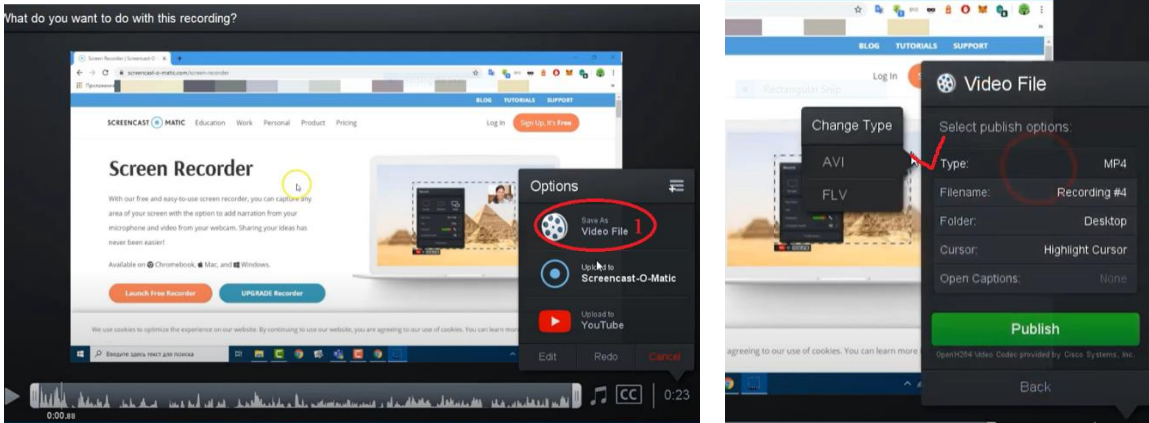 What do you want to do with this recording?
Screen Recorder | Screencast-O
screencast-o-matic.com/screen-recorder
BLOG TUTORIALS SUPPORT
SCREENCAST MATIC Education Work Personal Product Pricing Log In Sign Up, It's Free
Screen Recorder
With our free and easy-to-use screen recorder, you can capture any
area of your screen with the option to add narration from your
microphone and video from your webcam. Sharing your ideas has
never been easier!
Available on Chromebook, Mac, and Windows.
Launch Free Recorder UPGRADE Recorder
We use cookies to optimize the experience on our website. By continuing to use our website, you are agreeing to our use of cookies. You can learn more
Введите здесь текст для поиска
Options
Save As
Video File 1
Upload to
Screencast-O-Matic
Upload to
YouTube
Edit Redo Cancel
CC 0:23
0:00.88
BLOG TUTORIALS SUPPORT
Log In
Change Type
AVI
FLV
Video File
Select publish options:
Type: MP4
Filename: Recording #4
Folder: Desktop
Cursor: Highlight Cursor
Open Captions: None
Publish
OpenH264 Video Codec provided by Cisco Systems, Inc.
Back
agreeing to our use of cookies. You can learn more